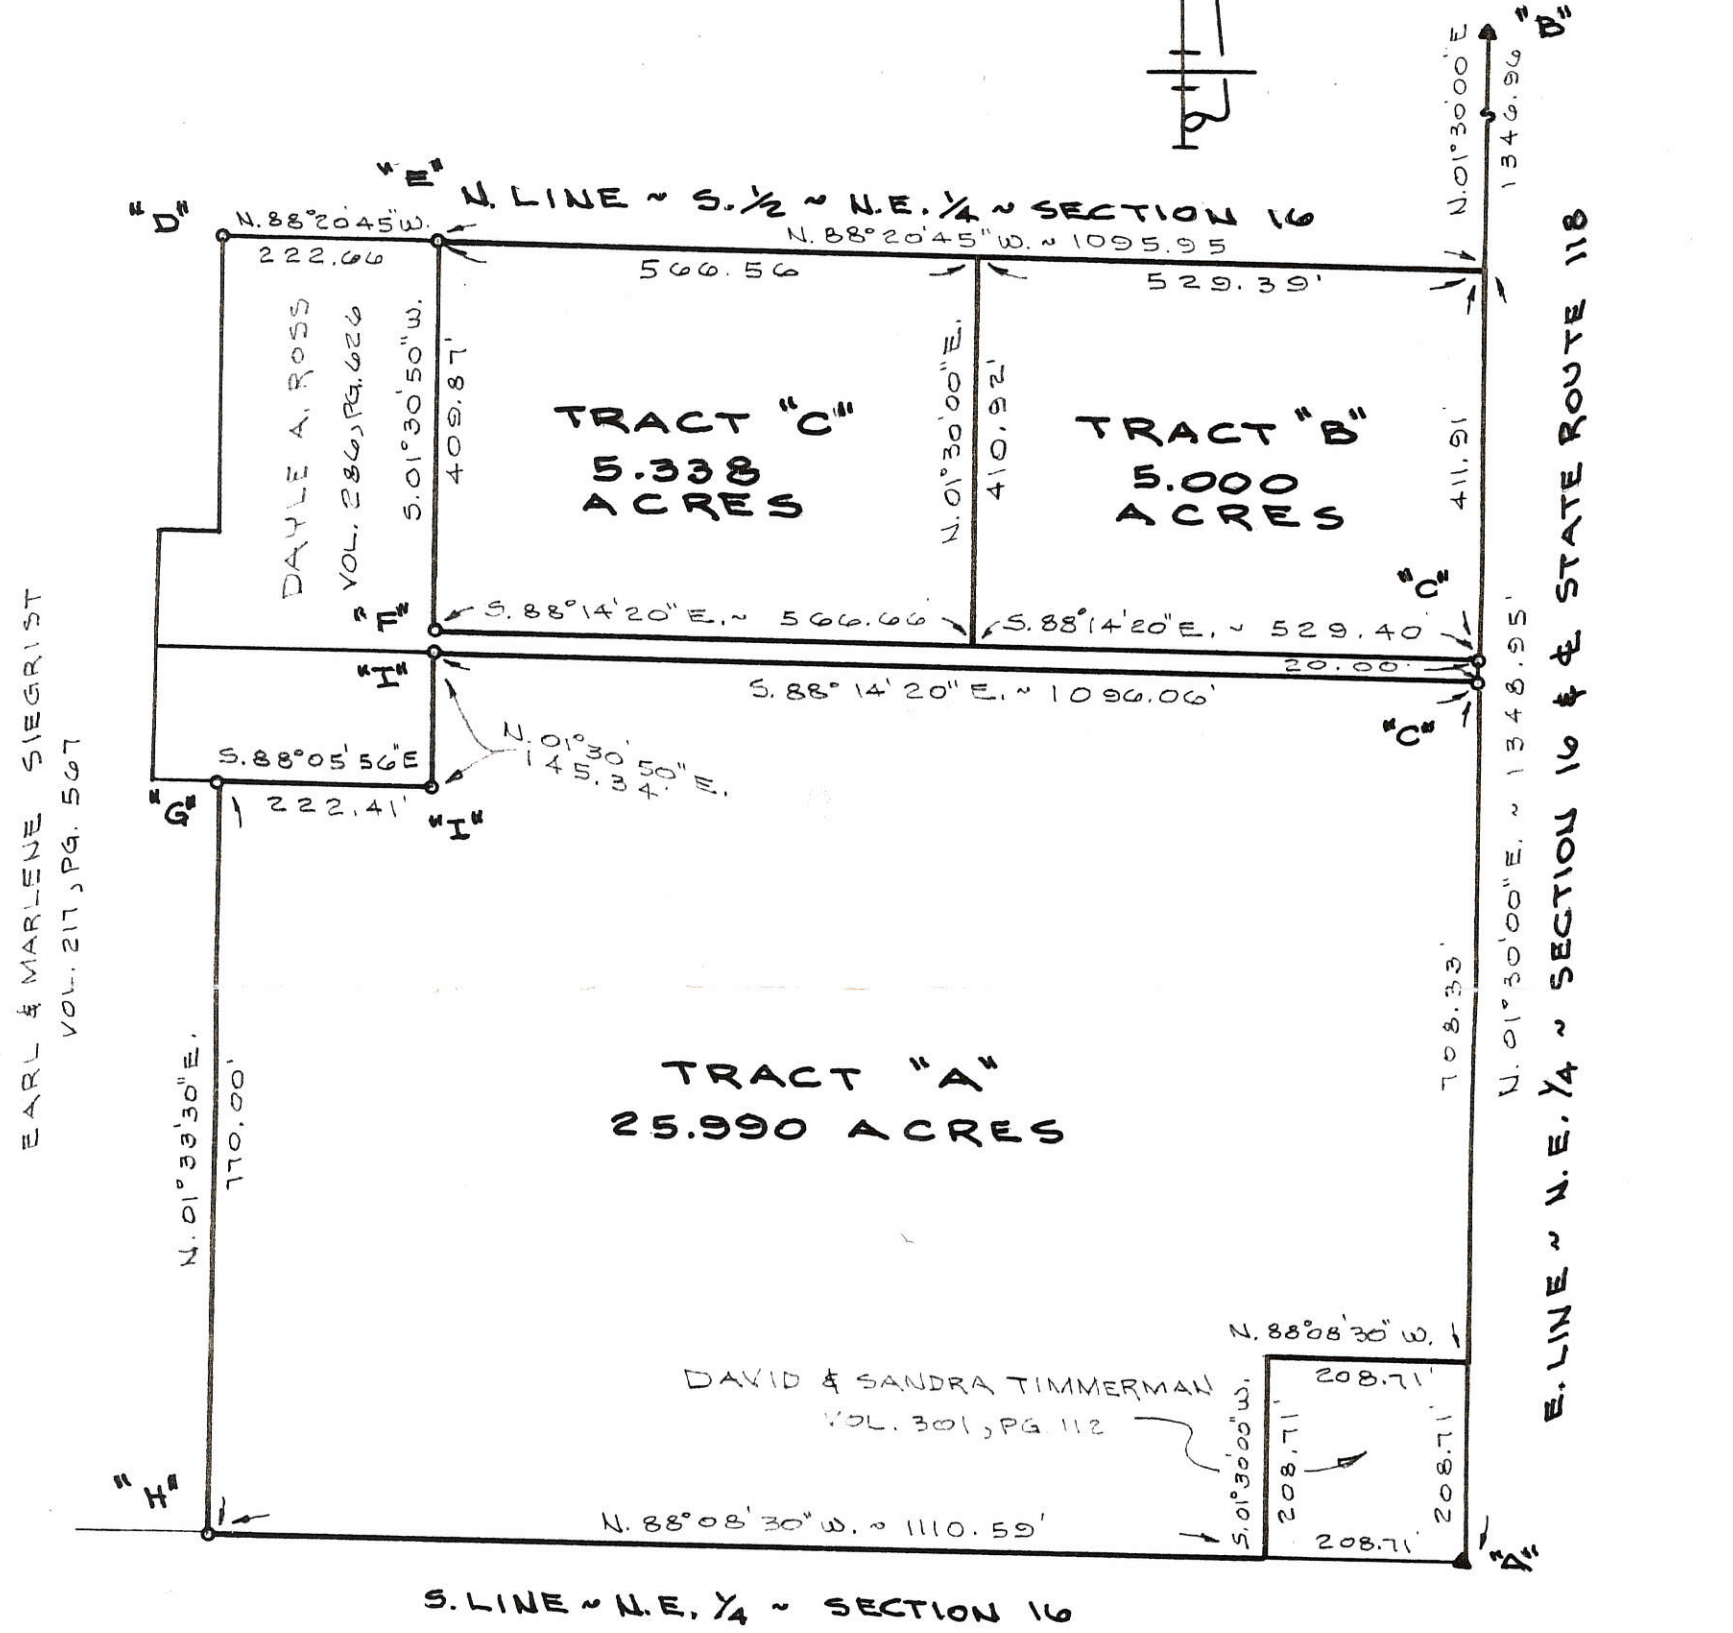 "B"
N. 01° 30' 00" E
1346.96
"E"
"D"
N. LINE ~ S. 1/2 ~ N.E. 1/4 ~ SECTION 16
N. 88° 20' 45" W.
222.66
N. 88° 20' 45" W. ~ 1095.95
566.56
529.39'
DAYLE A. ROSS
VOL. 286, PG. 626
S. 01° 30' 50" W.
409.87'
TRACT "C"
5.338
ACRES
N. 01° 30' 00" E.
410.92'
TRACT "B"
5.000
ACRES
411.91'
"C"
"F"
S. 88° 14' 20" E. ~ 566.66
S. 88° 14' 20" E. ~ 529.40
20.00
"I"
S. 88° 14' 20" E. ~ 1096.06'
"C"
N. 01° 30' 50" E.
145.34'
S. 88° 05' 56" E
222.41'
"G"
"I"
EARL & MARLENE SIEGRIST
VOL. 217, PG. 567
N. 01° 33' 30" E.
770.00'
TRACT "A"
25.990 ACRES
708.33'
N. 01° 30' 00" E. ~ 1348.95'
E. LINE ~ N.E. 1/4 ~ SECTION 16 & ℄ STATE ROUTE 118
N. 88° 08' 30" W.
208.71'
DAVID & SANDRA TIMMERMAN
VOL. 301, PG 112
S. 01° 30' 00" W.
208.71'
208.71'
208.71'
"H"
N. 88° 08' 30" W. ~ 1110.59'
"A"
S. LINE ~ N.E. 1/4 ~ SECTION 16